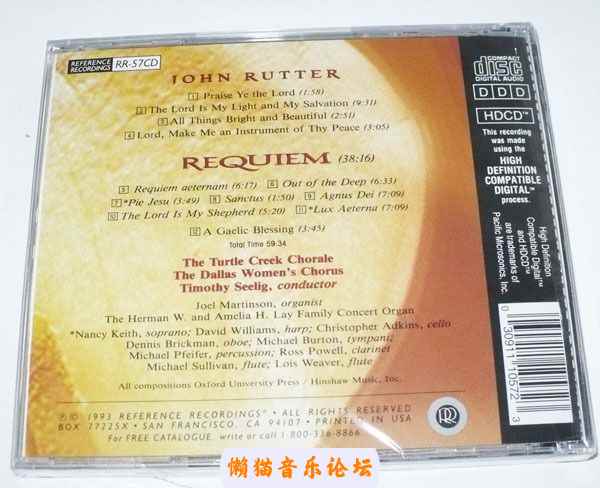 REFERENCE RECORDINGS RR-57CD
JOHN RUTTER
1 Praise Ye the Lord (1:58)
2 The Lord Is My Light and My Salvation (9:31)
3 All Things Bright and Beautiful (2:51)
4 Lord, Make Me an Instrument of Thy Peace (3:05)
REQUIEM (38:16)
5 Requiem aeternam (6:17) 6 Out of the Deep (6:33)
7 *Pie Jesu (3:49) 8 Sanctus (1:50) 9 Agnus Dei (7:09)
10 The Lord Is My Shepherd (5:20) 11 *Lux Aeterna (7:09)
12 A Gaelic Blessing (3:45)
Total Time 59:34
The Turtle Creek Chorale
The Dallas Women's Chorus
Timothy Seelig, conductor
Joel Martinson, organist
The Herman W. and Amelia H. Lay Family Concert Organ
*Nancy Keith, soprano; David Williams, harp; Christopher Adkins, cello
Dennis Brickman, oboe; Michael Burton, tympani;
Michael Pfeifer, percussion; Ross Powell, clarinet
Michael Sullivan, flute; Lois Weaver, flute
All compositions Oxford University Press / Hinshaw Music, Inc.
Ⓟ © 1993 REFERENCE RECORDINGS® • ALL RIGHTS RESERVED
BOX 77225X • SAN FRANCISCO, CA 94107 • PRINTED IN USA
For FREE CATALOGUE, write or call 1-800-336-8866
RR
COMPACT
disc
DIGITAL AUDIO
DDD
HDCD™
This recording
was made
using the
HIGH
DEFINITION
COMPATIBLE
DIGITAL™
process.
High Definition
Compatible Digital™
and HDCD™
are trademarks of
Pacific Microsonics, Inc.
0 30911 10572 3
懒猫音乐论坛